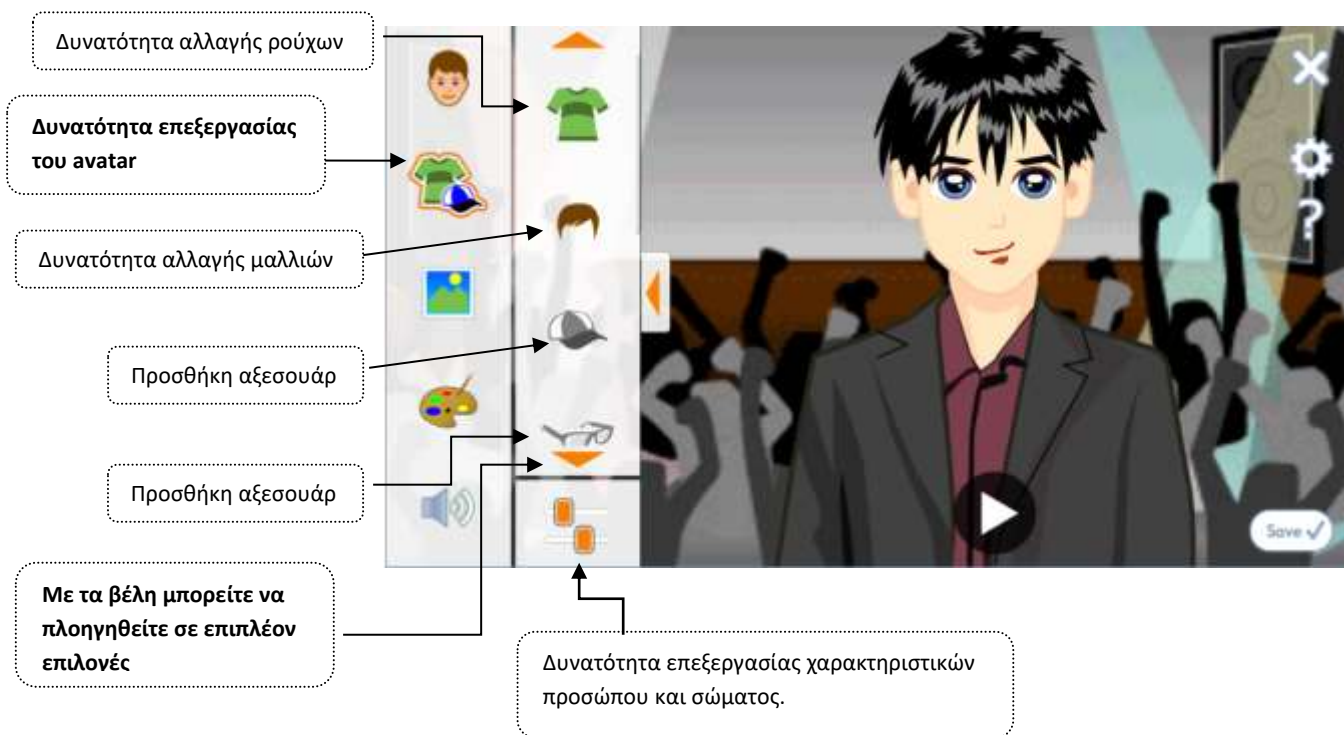 Δυνατότητα αλλαγής ρούχων
Δυνατότητα επεξεργασίας
του avatar
Δυνατότητα αλλαγής μαλλιών
Προσθήκη αξεσουάρ
Προσθήκη αξεσουάρ
Με τα βέλη μπορείτε να
πλοηγηθείτε σε επιπλέον
επιλογές
Δυνατότητα επεξεργασίας χαρακτηριστικών
προσώπου και σώματος.
?
Save